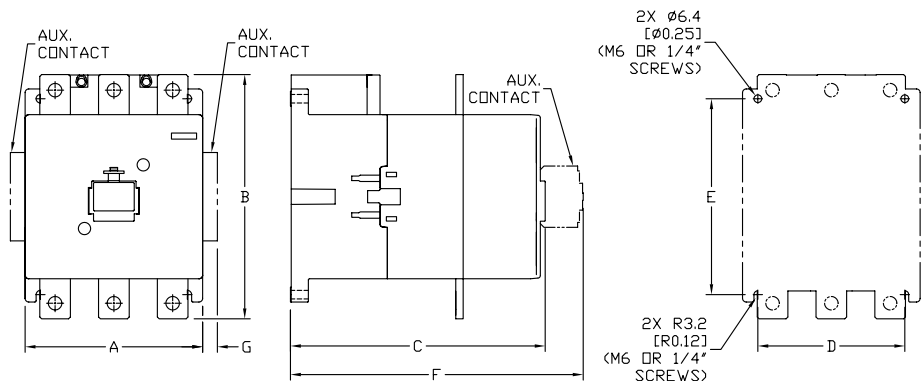 AUX.
CONTACT
AUX.
CONTACT
B
A
G
AUX.
CONTACT
C
F
2X Ø6.4
[Ø0.25]
(M6 OR 1/4"
SCREWS)
E
2X R3.2
[R0.12]
(M6 OR 1/4"
SCREWS)
D